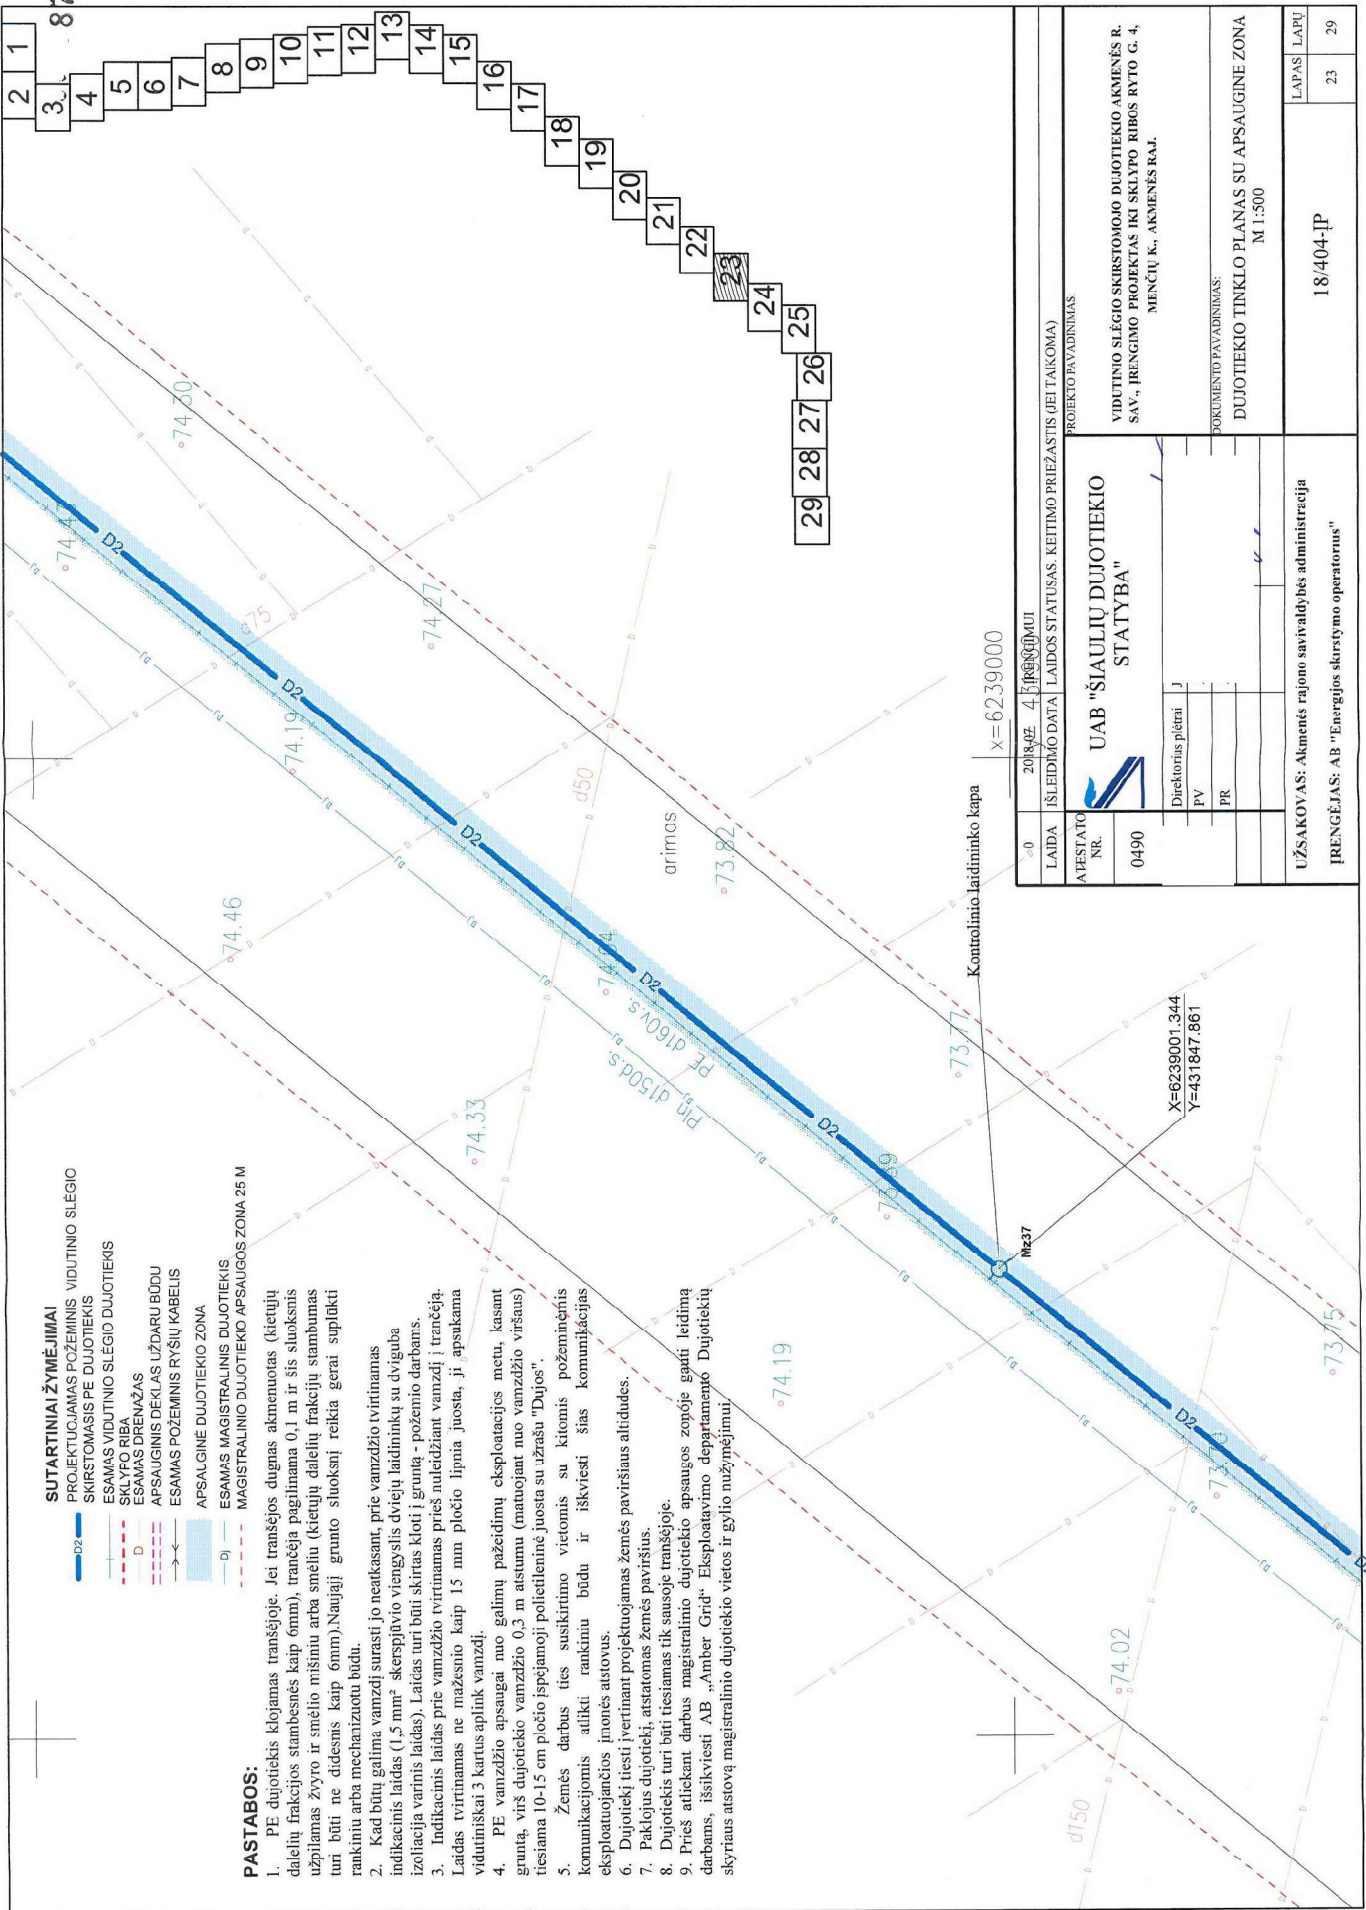 SUTARTINIAI ŽYMĖJIMAI
D2
PROJEKTUOJAMAS POŽEMINIS VIDUTINIO SLĖGIO
SKIRSTOMASIS PE DUJOTIEKIS
ESAMAS VIDUTINIO SLĖGIO DUJOTIEKIS
SKLYPO RIBA
D
ESAMAS DRENAŽAS
APSAUGINIS DĖKLAS UŽDARU BŪDU
ESAMAS POŽEMINIS RYŠIŲ KABELIS
APSALGINĖ DUJOTIEKIO ZONA
Dj
ESAMAS MAGISTRALINIS DUJOTIEKIS
MAGISTRALINIO DUJOTIEKIO APSAUGOS ZONA 25 M
PASTABOS:
1. PE dujotiekis klojamas tranšėjoje. Jei tranšėjos dugnas akmenuotas (kietųjų
dalelių frakcijos stambesnės kaip 6mm), trančėja pagilinama 0,1 m ir šis sluoksnis
užpilamas žvyro ir smėlio mišiniu arba smėliu (kietųjų dalelių frakcijų stambumas
turi būti ne didesnis kaip 6mm).Naująjį grunto sluoksnį reikia gerai suplūkti
rankiniu arba mechanizuotu būdu.
2. Kad būtų galima vamzdį surasti jo neatkasant, prie vamzdžio tvirtinamas
indikacinis laidas (1,5 mm² skerspjūvio viengyslis dviejų laidininkų su dviguba
izoliacija varinis laidas). Laidas turi būti skirtas kloti į gruntą - požeminio darbams.
3. Indikacinis laidas prie vamzdžio tvirtinamas prieš nuleidžiant vamzdį į trančėją.
Laidas tvirtinamas ne mažesnio kaip 15 mm pločio lipnia juosta, ji apsukama
vidutiniškai 3 kartus aplink vamzdį.
4. PE vamzdžio apsaugai nuo galimų pažeidimų eksploatacijos metu, kasant
gruntą, virš dujotiekio vamzdžio 0,3 m atstumu (matuojant nuo vamzdžio viršaus)
tiesiama 10-15 cm pločio įspėjamoji polietileninė juosta su užrašu "Dujos".
5. Žemės darbus ties susikirtimo vietomis su kitomis požeminėmis
komunikacijomis atlikti rankiniu būdu ir iškviesti šias komunikacijas
eksploatuojančios įmonės atstovus.
6. Dujotiekį tiesti įvertinant projektuojamas žemės paviršiaus altidudes.
7. Paklojus dujotiekį, atstatomas žemės paviršius.
8. Dujotiekis turi būti tiesiamas tik sausoje tranšėjoje.
9. Prieš atliekant darbus magistralinio dujotiekio apsaugos zonoje gauti leidimą
darbams, išsikviesti AB „Amber Grid“ Eksploatavimo departamento Dujotiekių
skyriaus atstovą magistralinio dujotiekio vietos ir gylio nužymėjimui.
1
2
3
4
5
6
7
8
9
10
11
12
13
14
15
16
17
18
19
20
21
22
23
24
25
26
27
28
29
74.30
74.27
d75
74.19
74.46
d50
arimas
73.82
74.33
PE d160v.s.
Pln d150d.s.
73.77
74.19
73.75
74.02
d150
D2
D2
D2
D2
D2
D2
Mz37
Kontrolinio laidininko kapa
x=6239000
X=6239001.344
Y=431847.861
0
LAIDA
IŠLEIDIMO DATA
LAIDOS STATUSAS. KEITIMO PRIEŽASTIS (JEI TAIKOMA)
ATESTATO
NR.
0490
UAB "ŠIAULIŲ DUJOTIEKIO
STATYBA"
Direktorius plėtrai
PV
PR
PROJEKTO PAVADINIMAS
VIDUTINIO SLĖGIO SKIRSTOMOJO DUJOTIEKIO AKMENĖS R.
SAV., ĮRENGIMO PROJEKTAS IKI SKLYPO RIBOS RYTO G. 4,
MENČIŲ K., AKMENĖS RAJ.
DOKUMENTO PAVADINIMAS:
DUJOTIEKIO TINKLO PLANAS SU APSAUGINE ZONA
M 1:500
UŽSAKOVAS: Akmenės rajono savivaldybės administracija
ĮRENGĖJAS: AB "Energijos skirstymo operatorius"
18/404-ĮP
LAPAS
LAPŲ
23
29